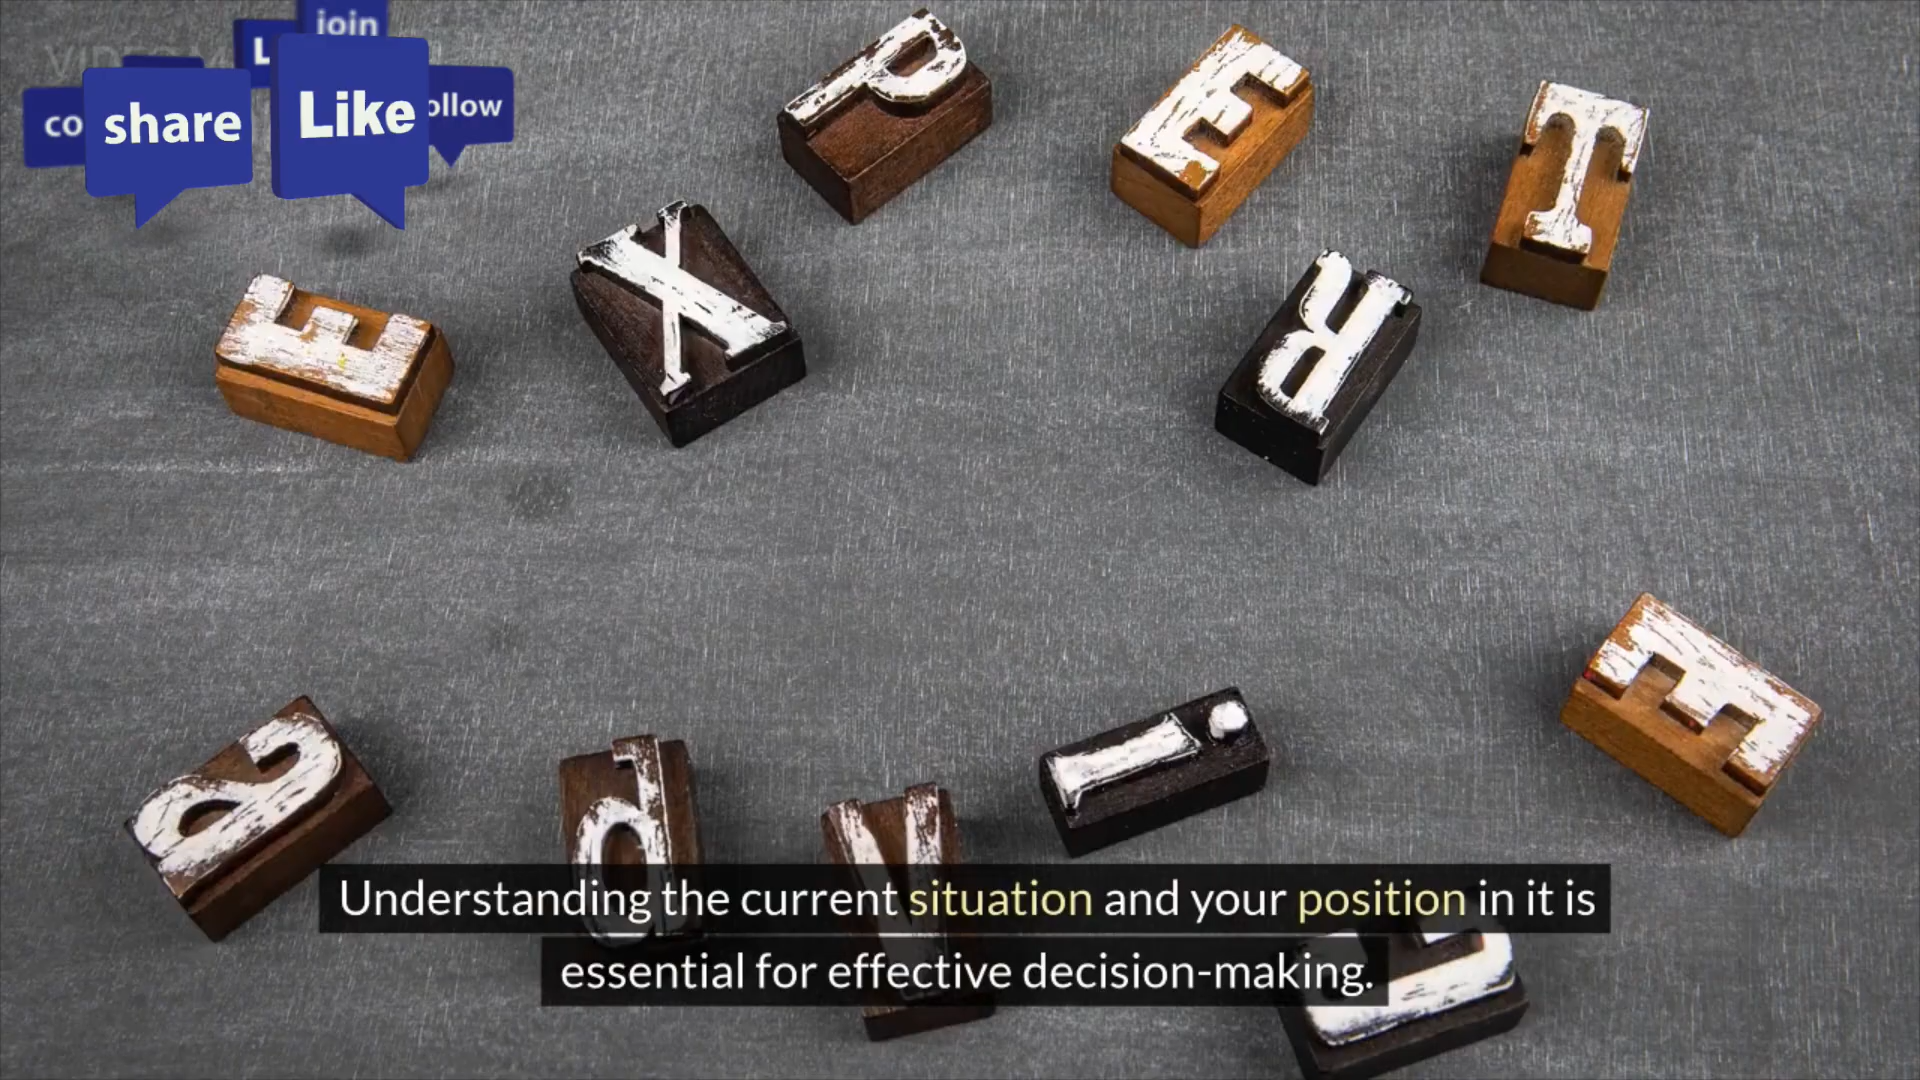 join
L
co
share
Like
ollow
P
E
T
X
R
E
E
a
d
v
i
Understanding the current situation and your position in it is
essential for effective decision-making.